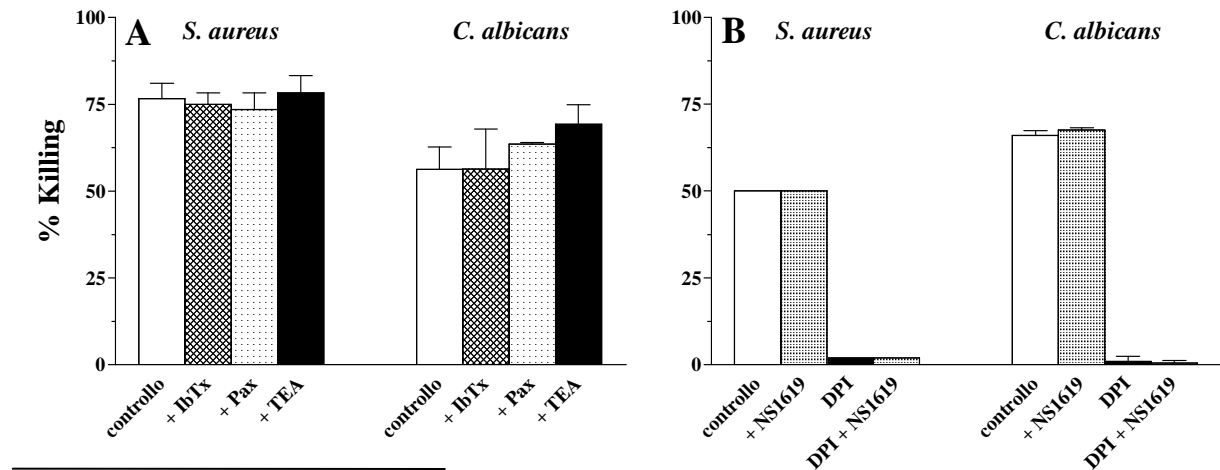 A
S. aureus
C. albicans
% Killing
100
75
50
25
0
controllo
+ IbTx
+ Pax
+ TEA
controllo
+ IbTx
+ Pax
+ TEA
B
S. aureus
C. albicans
100
75
50
25
0
controllo
+ NS1619
DPI
DPI + NS1619
controllo
+ NS1619
DPI
DPI + NS1619